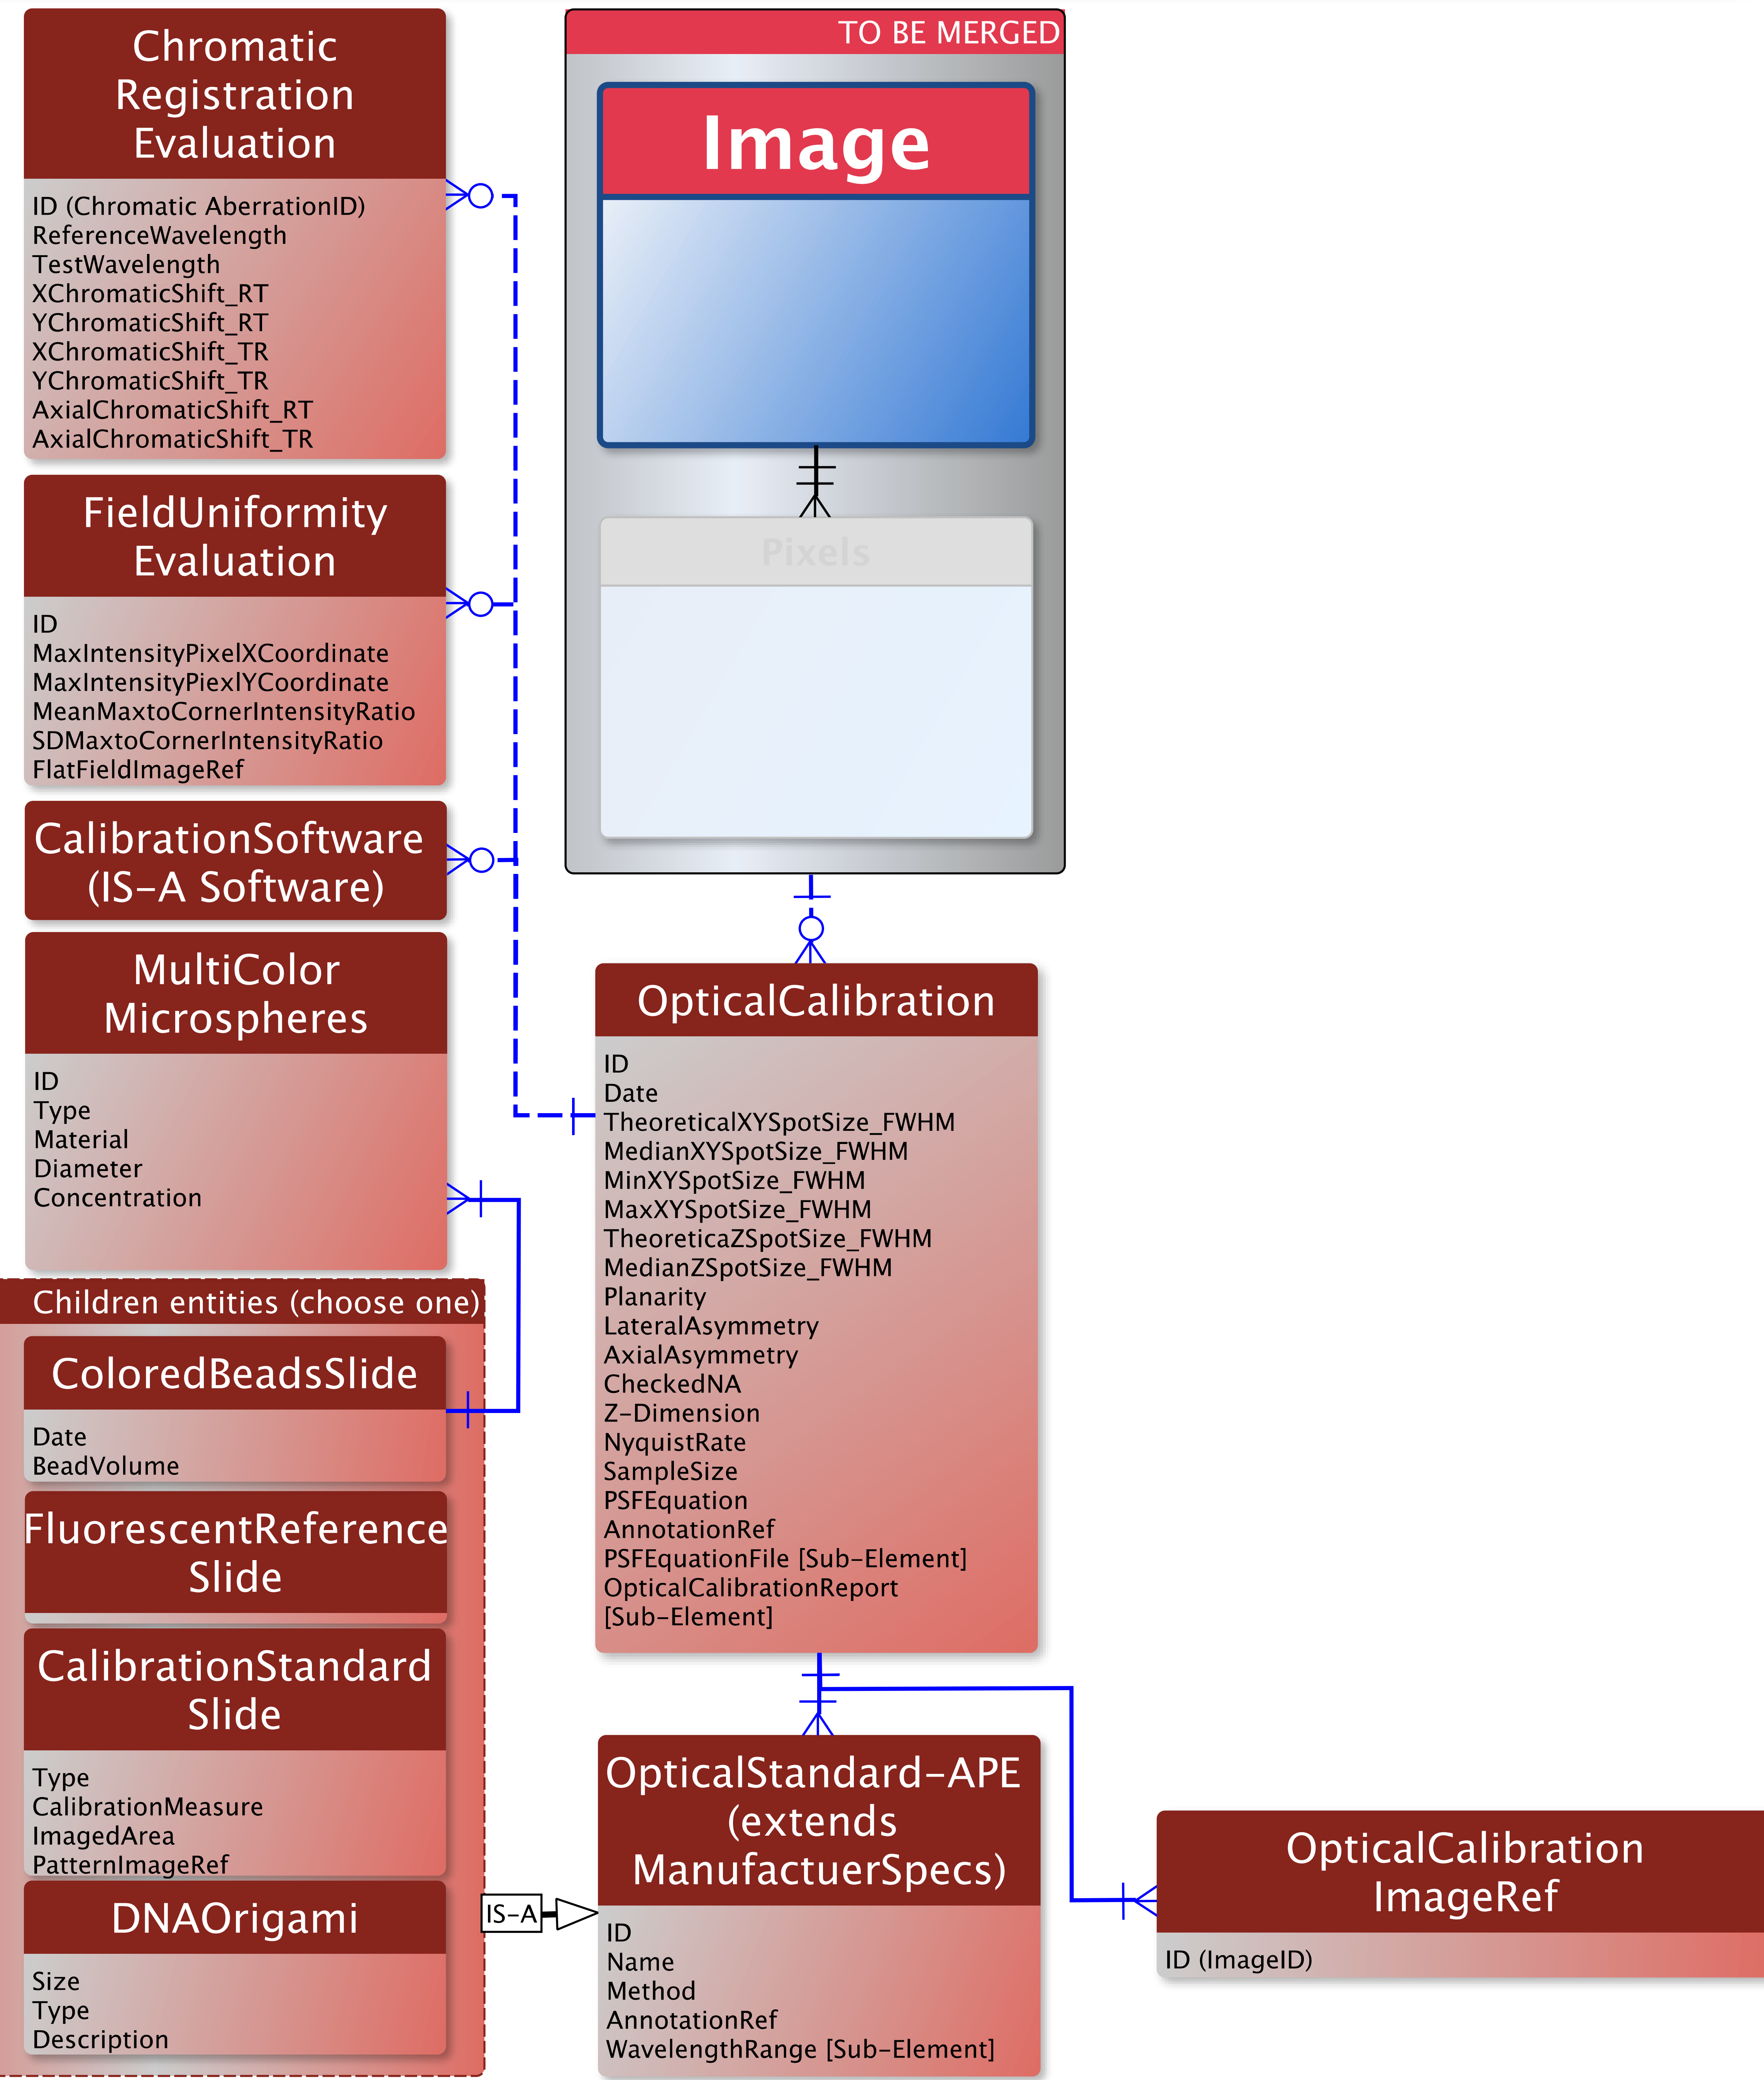 Chromatic
Registration
Evaluation
ID (Chromatic AberrationID)
ReferenceWavelength
TestWavelength
XChromaticShift_RT
YChromaticShift_RT
XChromaticShift_TR
YChromaticShift_TR
AxialChromaticShift_RT
AxialChromaticShift_TR
FieldUniformity
Evaluation
ID
MaxIntensityPixelXCoordinate
MaxIntensityPiexlYCoordinate
MeanMaxtoCornerIntensityRatio
SDMaxtoCornerIntensityRatio
FlatFieldImageRef
CalibrationSoftware
(IS-A Software)
MultiColor
Microspheres
ID
Type
Material
Diameter
Concentration
Children entities (choose one)
ColoredBeadsSlide
Date
BeadVolume
FluorescentReference
Slide
CalibrationStandard
Slide
Type
CalibrationMeasure
ImagedArea
PatternImageRef
DNAOrigami
Size
Type
Description
IS-A
TO BE MERGED
Image
Pixels
OpticalCalibration
ID
Date
TheoreticalXYSpotSize_FWHM
MedianXYSpotSize_FWHM
MinXYSpotSize_FWHM
MaxXYSpotSize_FWHM
TheoreticaZSpotSize_FWHM
MedianZSpotSize_FWHM
Planarity
LateralAsymmetry
AxialAsymmetry
CheckedNA
Z-Dimension
NyquistRate
SampleSize
PSFEquation
AnnotationRef
PSFEquationFile [Sub-Element]
OpticalCalibrationReport
[Sub-Element]
OpticalStandard-APE
(extends
ManufactuerSpecs)
ID
Name
Method
AnnotationRef
WavelengthRange [Sub-Element]
OpticalCalibration
ImageRef
ID (ImageID)